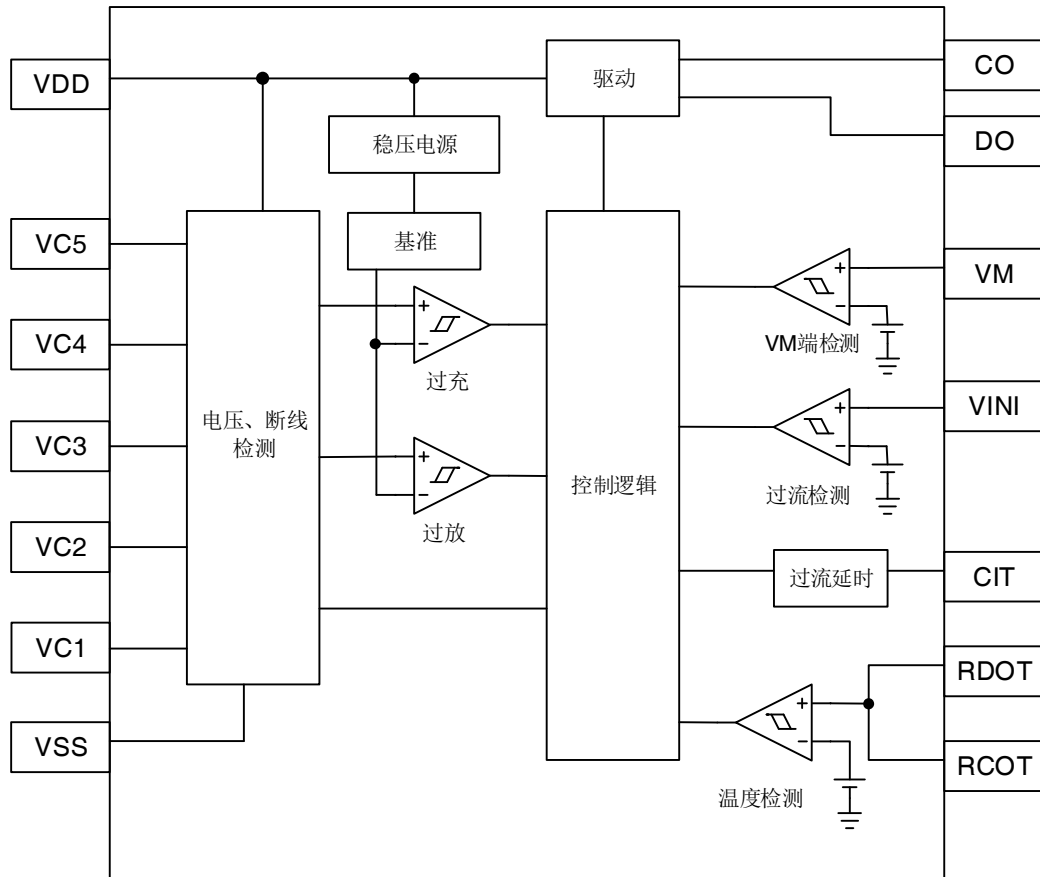 VDD
VC5
VC4
VC3
VC2
VC1
VSS
稳压电源
基准
电压、断线
检测
+
−
过充
+
−
过放
驱动
控制逻辑
+
−
VM端检测
+
−
过流检测
过流延时
+
−
温度检测
CO
DO
VM
VINI
CIT
RDOT
RCOT